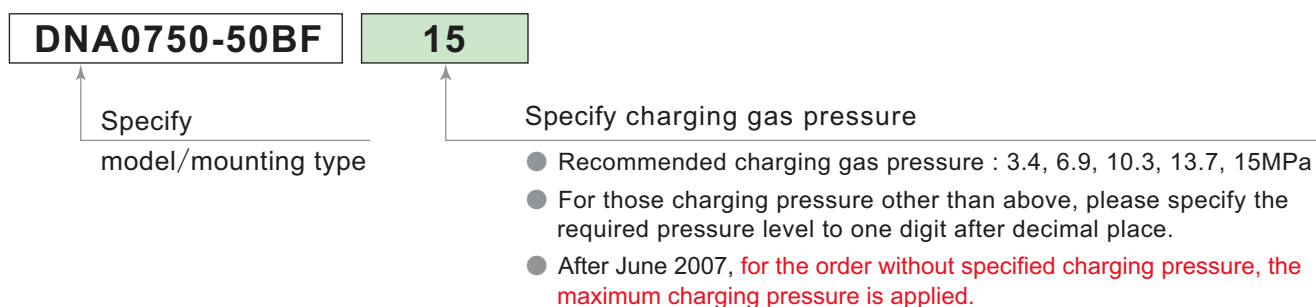 DNA0750-50BF 15
Specify
model/mounting type
Specify charging gas pressure
● Recommended charging gas pressure : 3.4, 6.9, 10.3, 13.7, 15MPa
● For those charging pressure other than above, please specify the
required pressure level to one digit after decimal place.
● After June 2007, for the order without specified charging pressure, the
maximum charging pressure is applied.